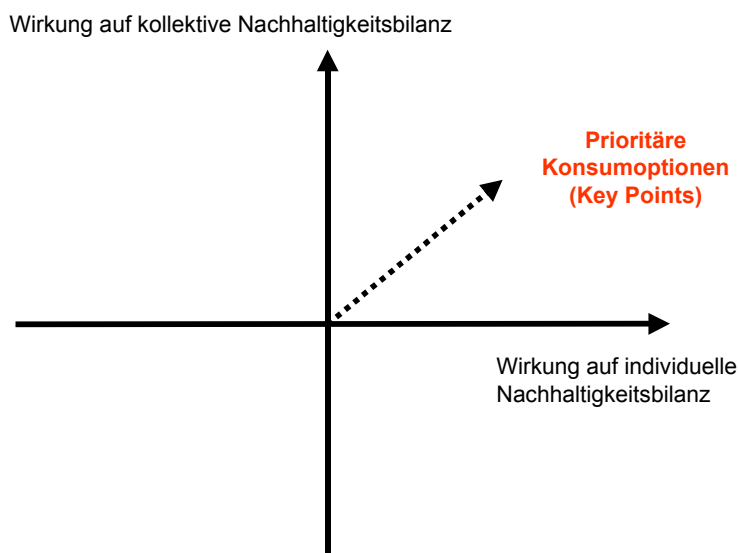 Wirkung auf kollektive Nachhaltigkeitsbilanz
Prioritäre
Konsumoptionen
(Key Points)
Wirkung auf individuelle
Nachhaltigkeitsbilanz